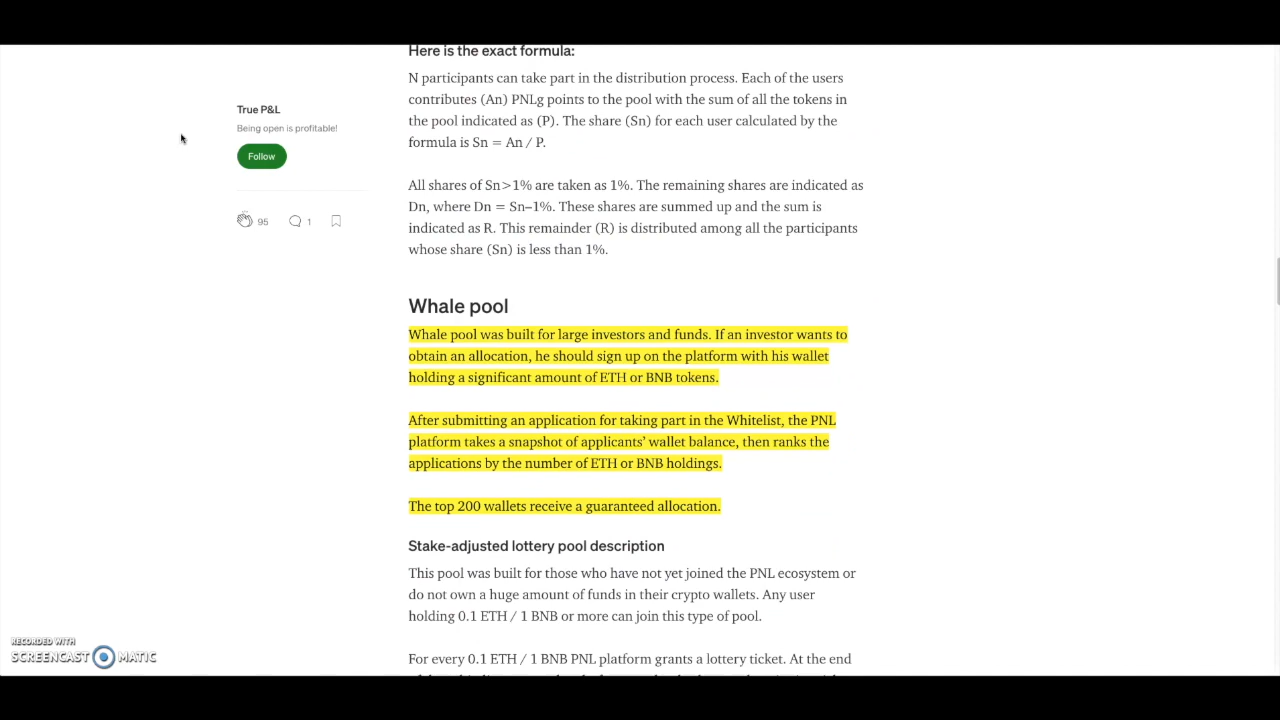 Here is the exact formula:
N participants can take part in the distribution process. Each of the users
contributes (An) PNLg points to the pool with the sum of all the tokens in
the pool indicated as (P). The share (Sn) for each user calculated by the
formula is Sn = An / P.
True P&L
Being open is profitable!
Follow
95
1
All shares of Sn>1% are taken as 1%. The remaining shares are indicated as
Dn, where Dn = Sn–1%. These shares are summed up and the sum is
indicated as R. This remainder (R) is distributed among all the participants
whose share (Sn) is less than 1%.
Whale pool
Whale pool was built for large investors and funds. If an investor wants to
obtain an allocation, he should sign up on the platform with his wallet
holding a significant amount of ETH or BNB tokens.
After submitting an application for taking part in the Whitelist, the PNL
platform takes a snapshot of applicants’ wallet balance, then ranks the
applications by the number of ETH or BNB holdings.
The top 200 wallets receive a guaranteed allocation.
Stake-adjusted lottery pool description
This pool was built for those who have not yet joined the PNL ecosystem or
do not own a huge amount of funds in their crypto wallets. Any user
holding 0.1 ETH / 1 BNB or more can join this type of pool.
For every 0.1 ETH / 1 BNB PNL platform grants a lottery ticket. At the end
RECORDED WITH
SCREENCAST MATIC